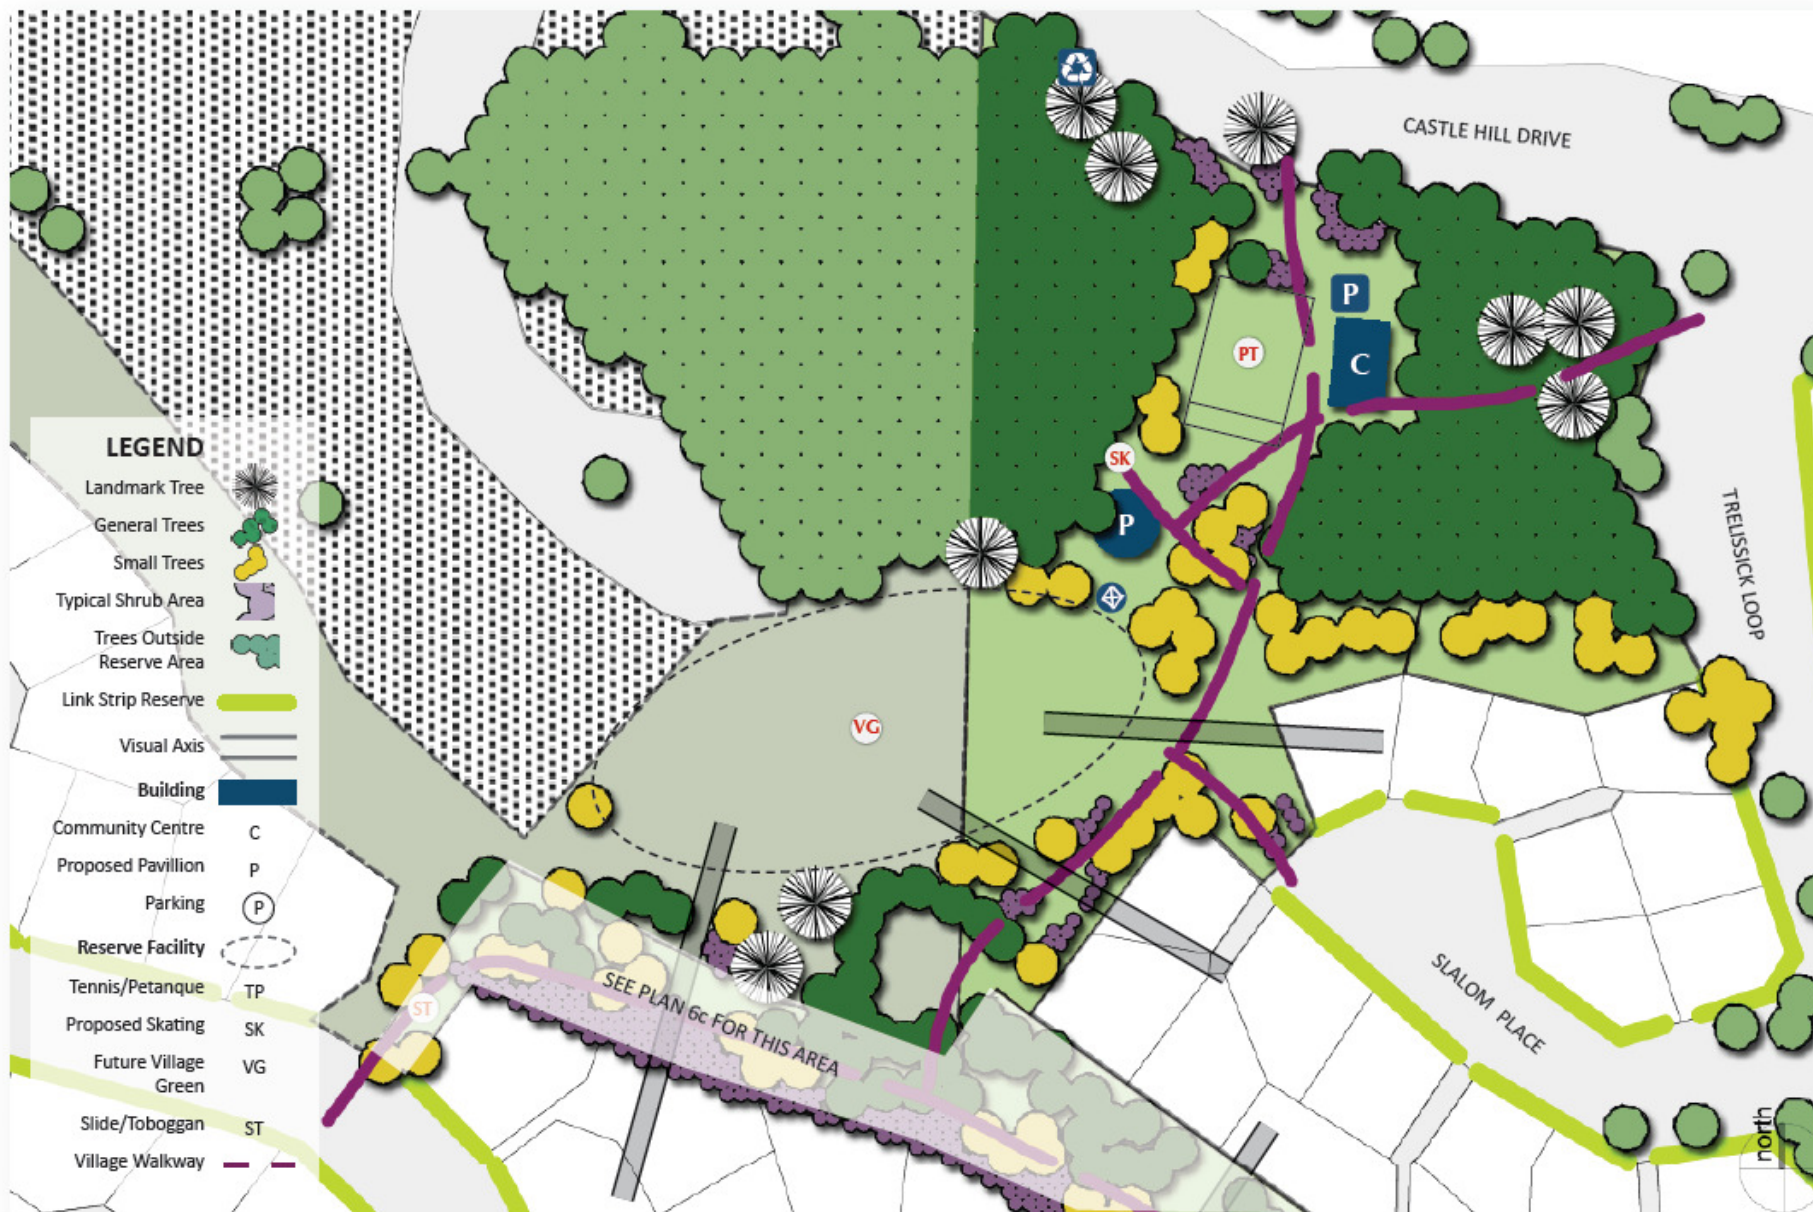 CASTLE HILL DRIVE
P
C
PT
SK
P
TRELISSICK LOOP
VG
LEGEND
Landmark Tree
General Trees
Small Trees
Typical Shrub Area
Trees Outside
Reserve Area
Link Strip Reserve
Visual Axis
Building
Community Centre C
Proposed Pavillion P
Parking P
Reserve Facility
Tennis/Petanque TP
Proposed Skating SK
Future Village VG
Green
Slide/Toboggan ST
Village Walkway
ST
SEE PLAN 6c FOR THIS AREA
SLALOM PLACE
north